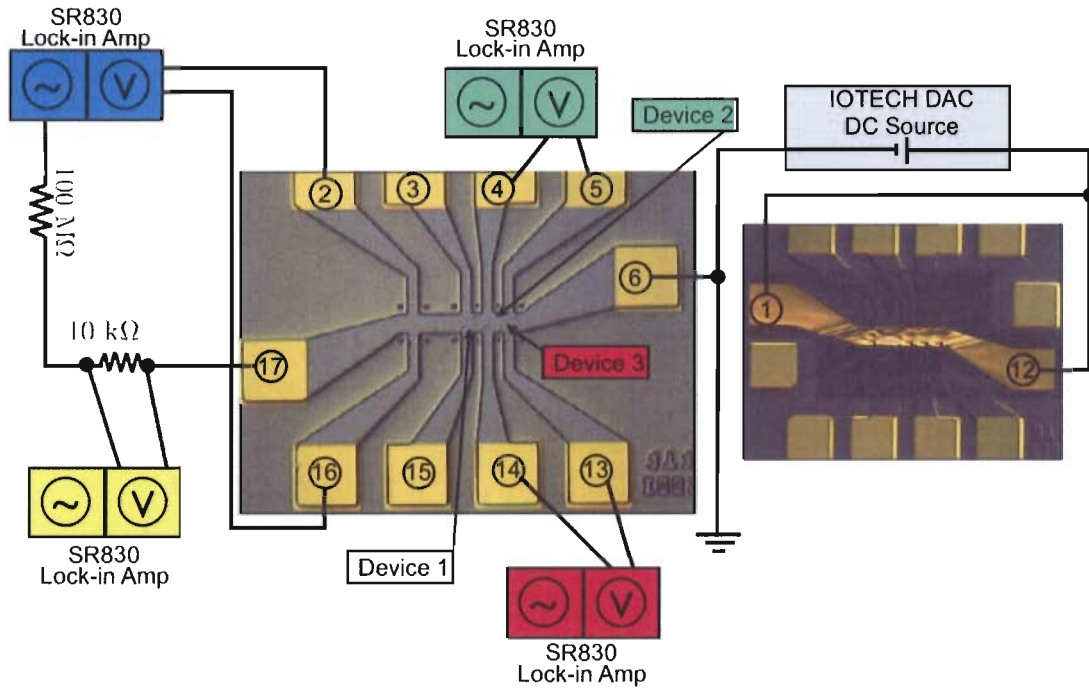 SR830
Lock-in Amp
V
SR830
Lock-in Amp
V
Device 2
IOTECH DAC
DC Source
100 MΩ
2
3
4
5
6
1
10 kΩ
17
Device 3
12
16
15
14
13
V
SR830
Lock-in Amp
Device 1
V
SR830
Lock-in Amp